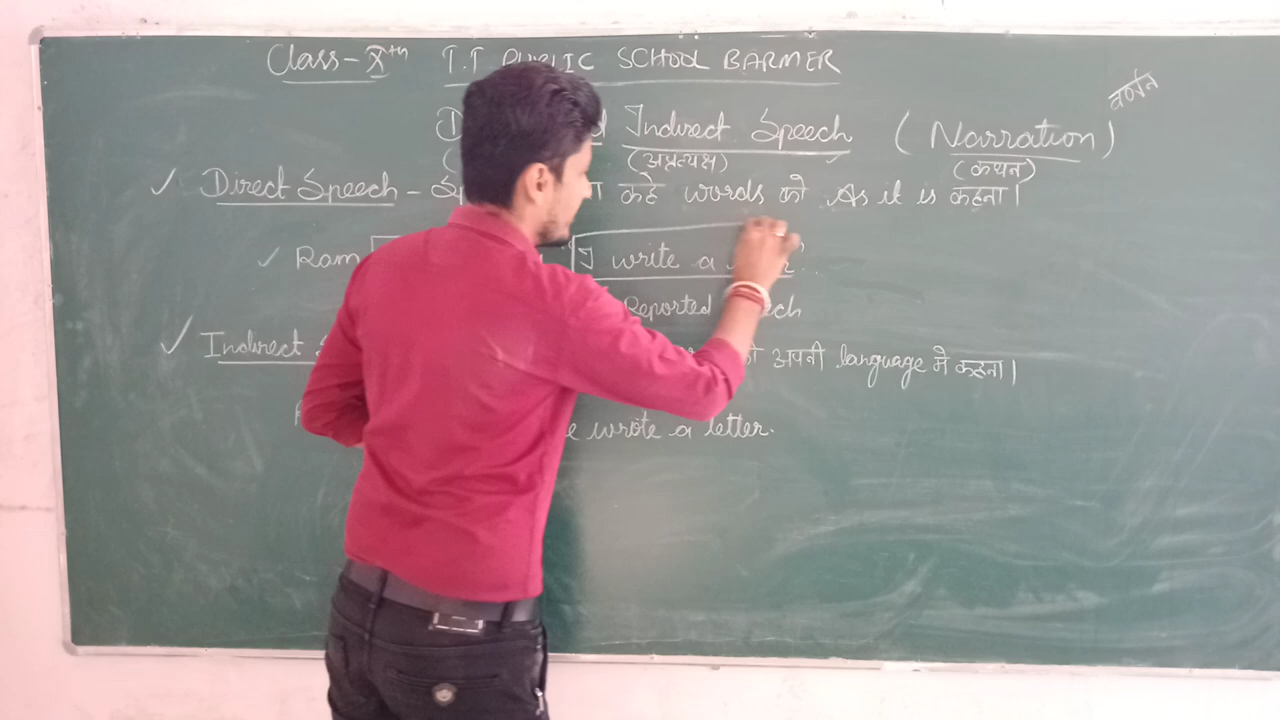 Class-Xth T.T PUBLIC SCHOOL BARMER
वर्णन
Indirect Speech (Narration)
(अप्रत्यक्ष) (कथन)
Direct Speech - कहे words को As it is कहना।
Ram I write a
Reported
Indirect अपनी language में कहना।
wrote a letter.